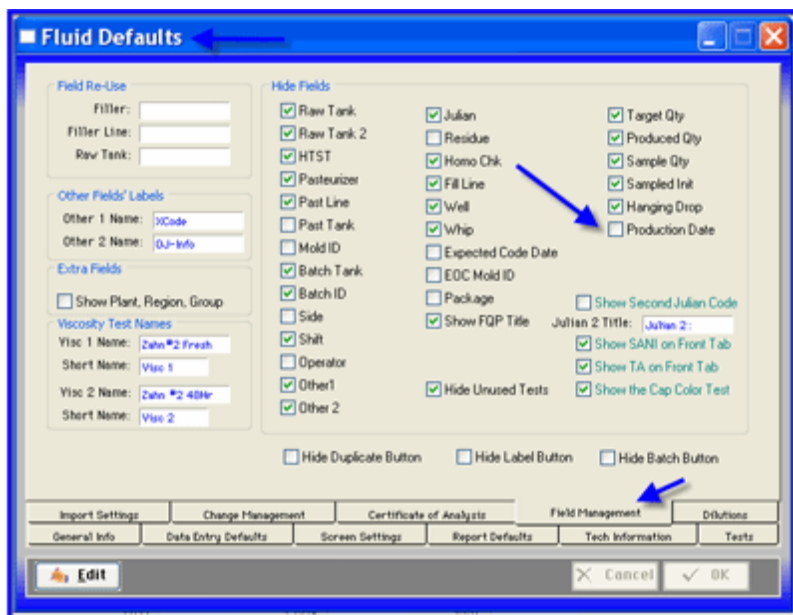 Fluid Defaults
Field Re-Use
Filler:
Filler Line:
Raw Tank:
Other Fields' Labels
Other 1 Name: XCode
Other 2 Name: OJ-Info
Extra Fields
Show Plant, Region, Group
Viscosity Test Names
Visc 1 Name: Zahn #2 Fresh
Short Name: Visc 1
Visc 2 Name: Zahn #2 48Hr
Short Name: Visc 2
Hide Fields
Raw Tank
Raw Tank 2
HTST
Pasteurizer
Past Line
Past Tank
Mold ID
Batch Tank
Batch ID
Side
Shift
Operator
Other1
Other 2
Julian
Residue
Homo Chk
Fill Line
Well
Whip
Expected Code Date
EOC Mold ID
Package
Show FQP Title
Hide Unused Tests
Target Qty
Produced Qty
Sample Qty
Sampled Init
Hanging Drop
Production Date
Show Second Julian Code
Julian 2 Title: Julian 2:
Show SANI on Front Tab
Show TA on Front Tab
Show the Cap Color Test
Hide Duplicate Button Hide Label Button Hide Batch Button
Import Settings Change Management Certificate of Analysis Field Management Dilutions
General Info Data Entry Defaults Screen Settings Report Defaults Tech Information Tests
Edit Cancel OK